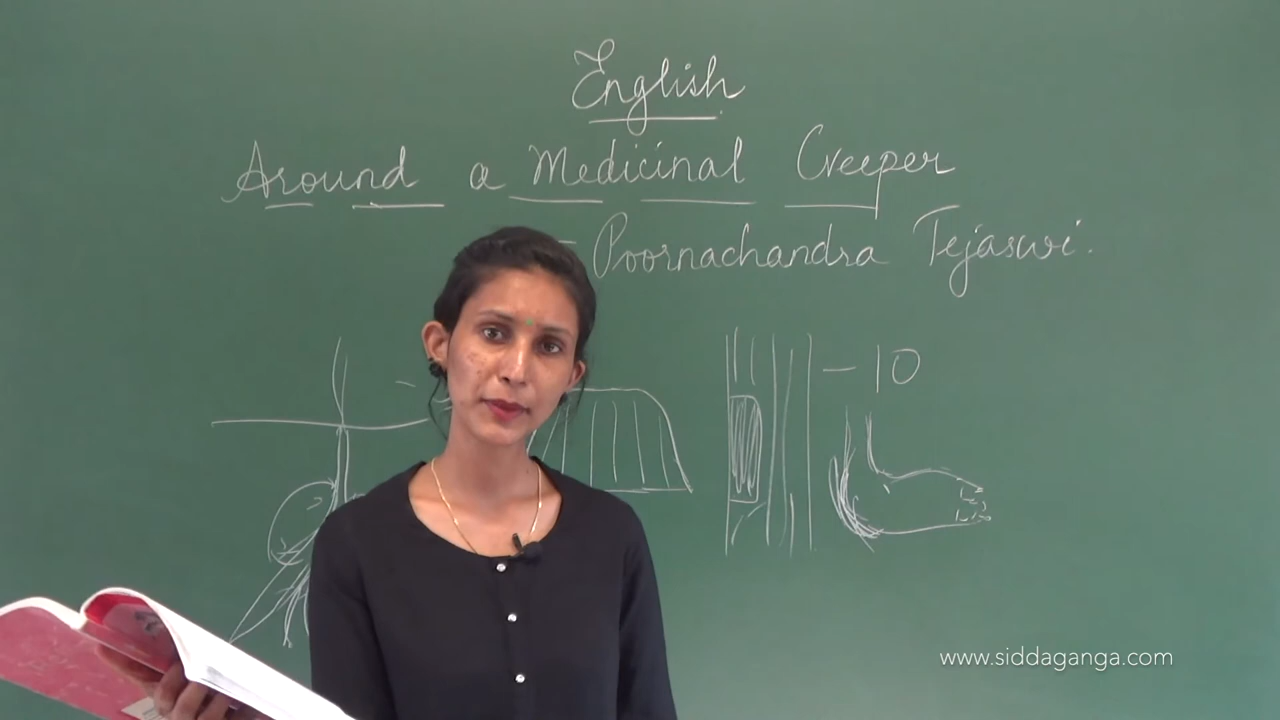 English
Around a Medicinal Creeper
- Poornachandra Tejaswi.
- 10
www.siddaganga.com